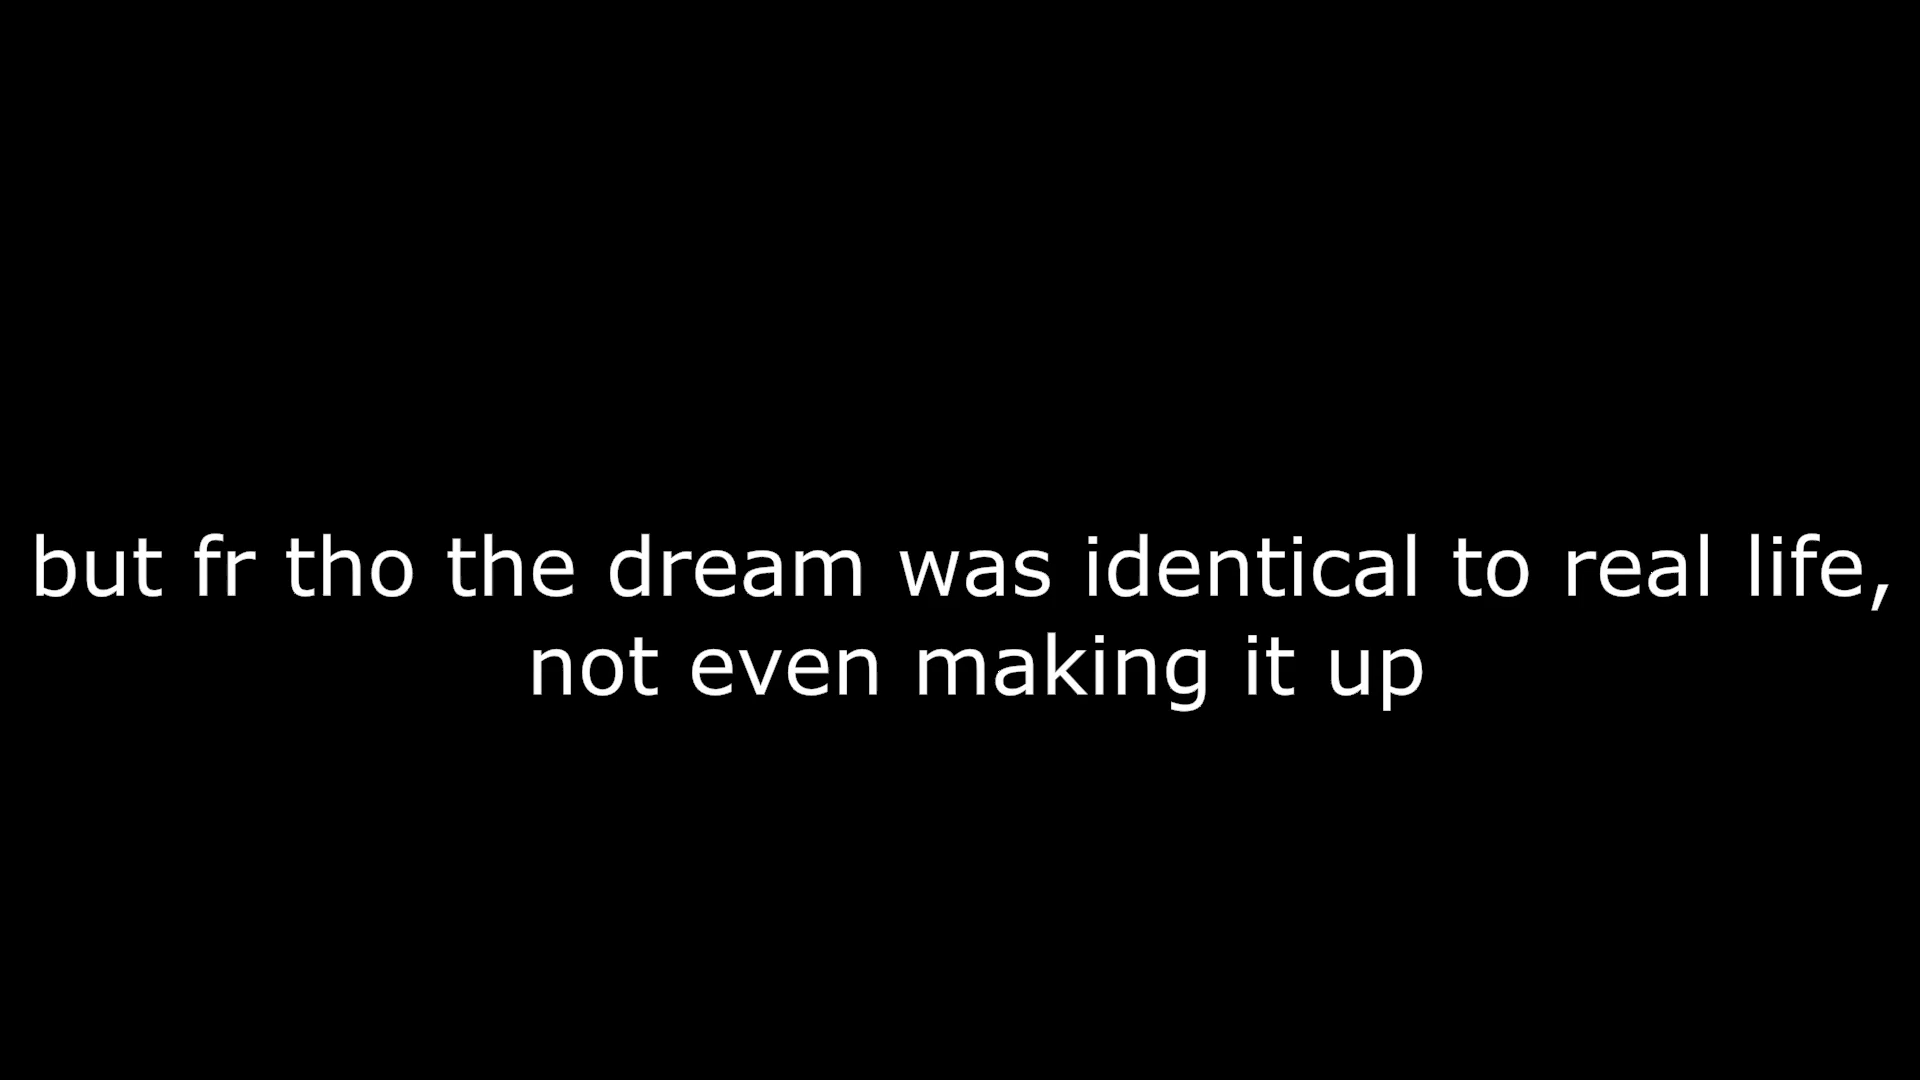 but fr tho the dream was identical to real life,
not even making it up